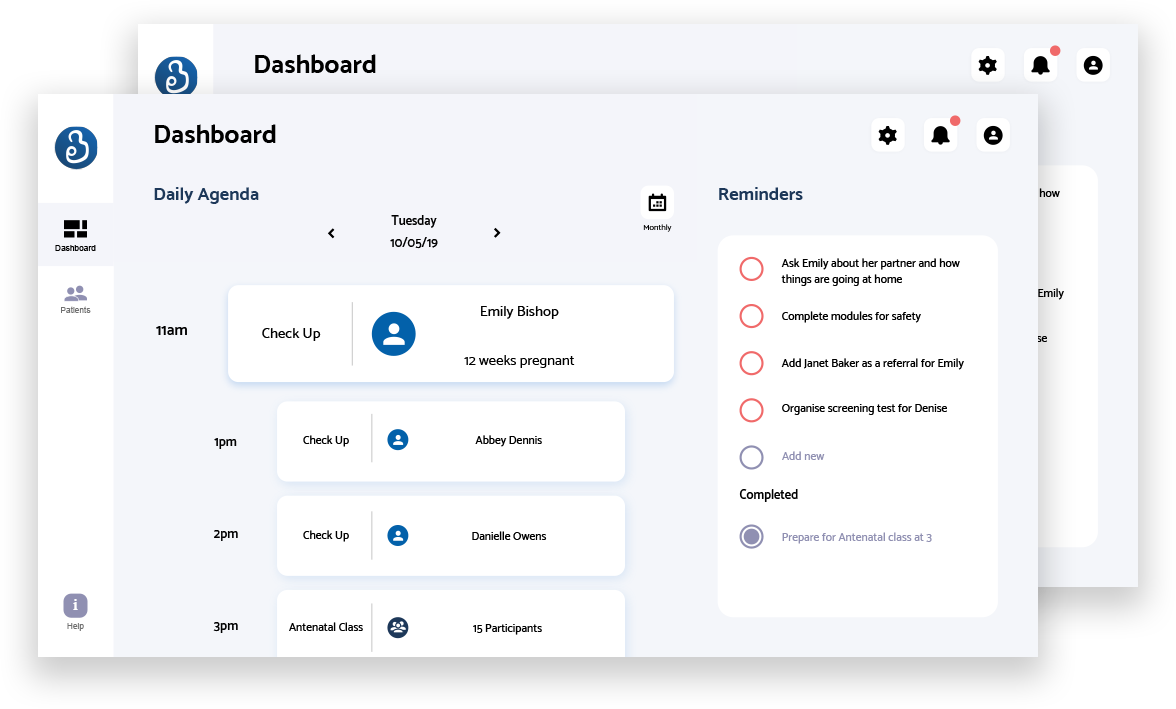 Dashboard
Dashboard
Daily Agenda
Reminders
Tuesday
10/05/19
Monthly
Dashboard
Patients
Help
11am
Check Up
Emily Bishop
12 weeks pregnant
1pm
Check Up
Abbey Dennis
2pm
Check Up
Danielle Owens
3pm
Antenatal Class
15 Participants
Ask Emily about her partner and how
things are going at home
Complete modules for safety
Add Janet Baker as a referral for Emily
Organise screening test for Denise
Add new
Completed
Prepare for Antenatal class at 3
how
Emily
se